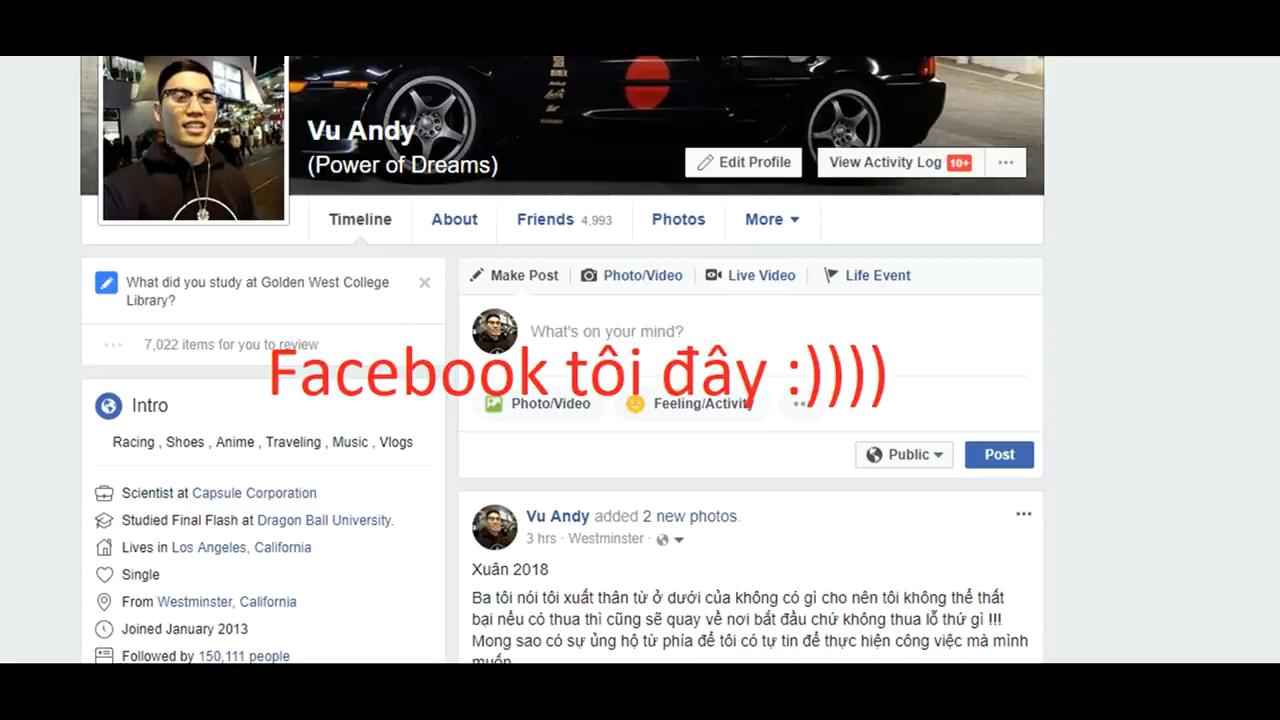 Vu Andy
(Power of Dreams)
Edit Profile
View Activity Log 10+
Timeline
About
Friends 4,993
Photos
More
What did you study at Golden West College
Library?
7,022 items for you to review
Facebook tôi đây :))))
Intro
Racing , Shoes , Anime , Traveling , Music , Vlogs
Scientist at Capsule Corporation
Studied Final Flash at Dragon Ball University.
Lives in Los Angeles, California
Single
From Westminster, California
Joined January 2013
Followed by 150,111 people
Make Post
Photo/Video
Live Video
Life Event
What's on your mind?
Photo/Video
Feeling/Activity
Public
Post
Vu Andy added 2 new photos.
3 hrs · Westminster ·
Xuân 2018
Ba tôi nói tôi xuất thân từ ở dưới của không có gì cho nên tôi không thể thất
bại nếu có thua thì cũng sẽ quay về nơi bắt đầu chứ không thua lỗ thứ gì !!!
Mong sao có sự ủng hộ từ phía để tôi có tự tin để thực hiện công việc mà mình
muốn